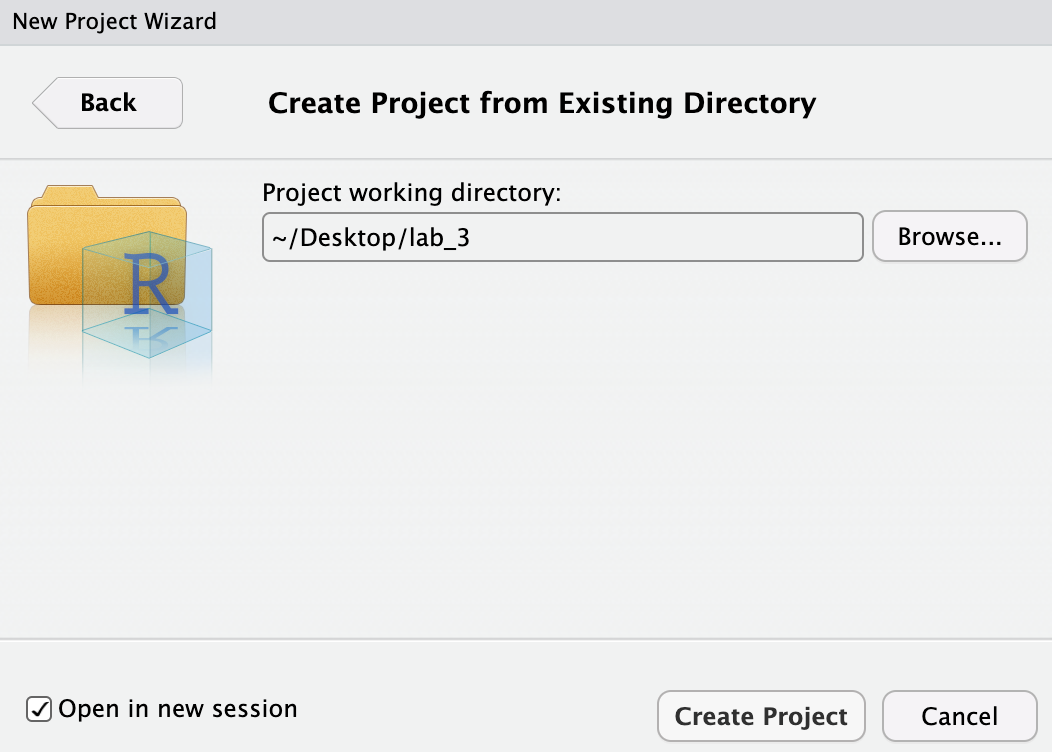 New Project Wizard
Back
Create Project from Existing Directory
Project working directory:
~/Desktop/lab_3
Browse...
R
Open in new session
Create Project
Cancel